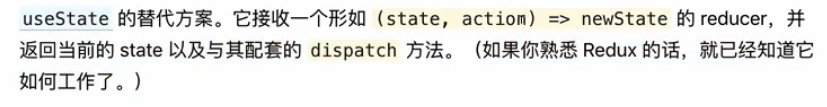 useState 的替代方案。它接收一个形如 (state, actiom) => newState 的 reducer，并
返回当前的 state 以及与其配套的 dispatch 方法。（如果你熟悉 Redux 的话，就已经知道它
如何工作了。）